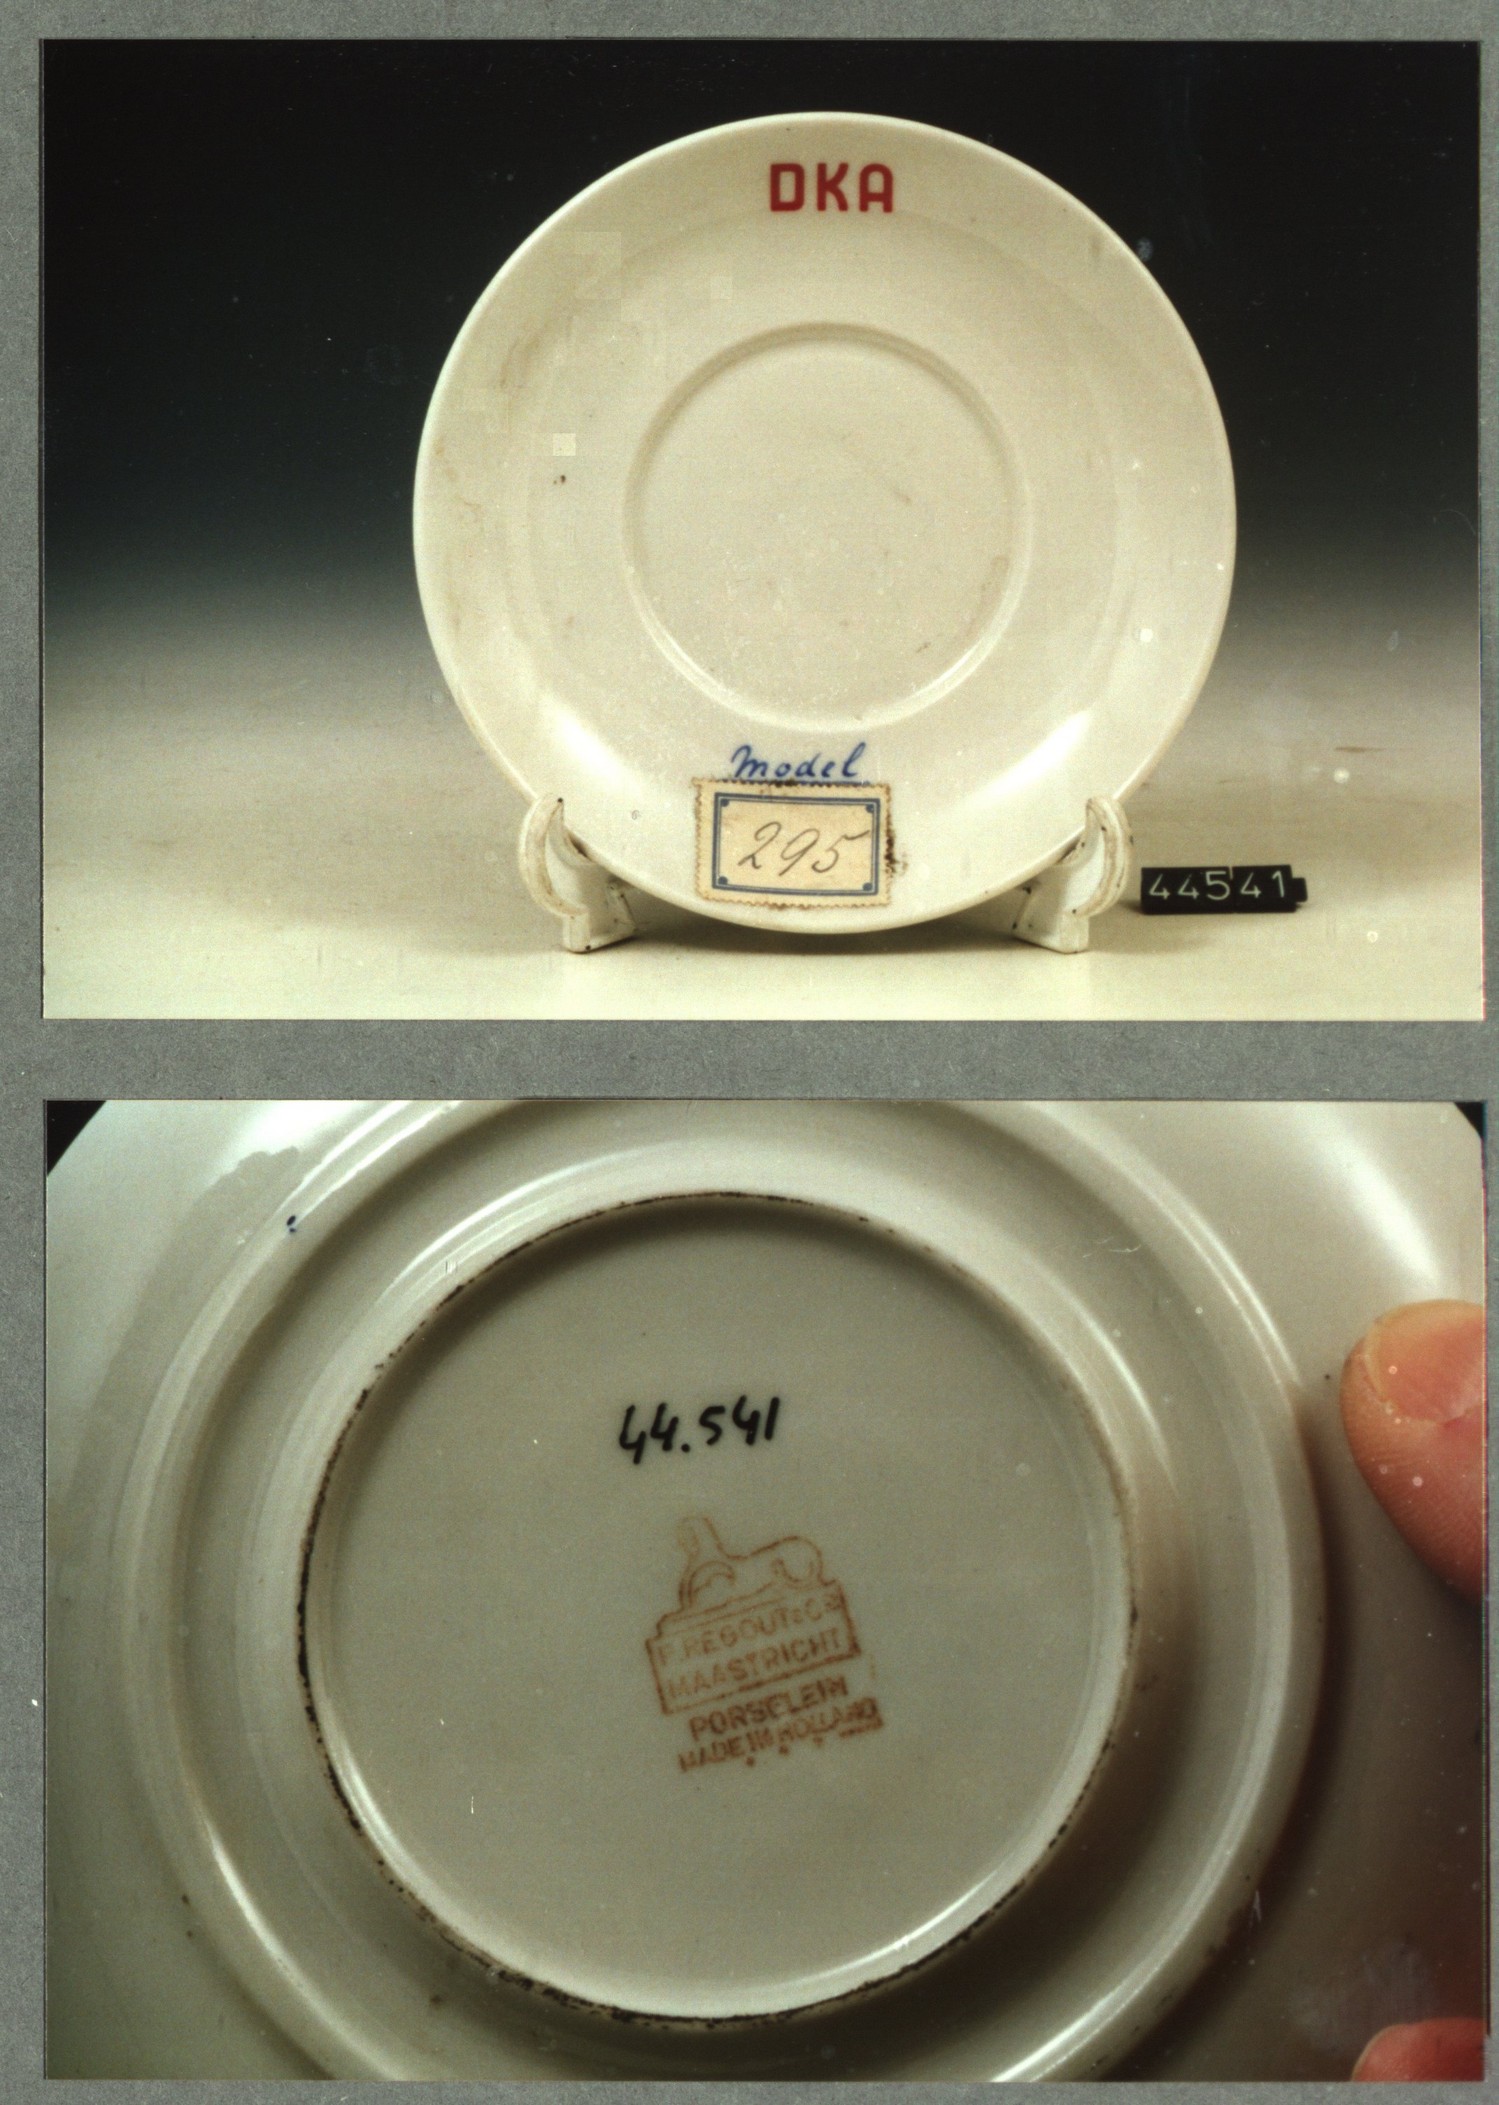 DKA
Model
295
44541
44.541
P. REGOUT & Co
MAASTRICHT
PORSELEIN
MADE IN HOLLAND